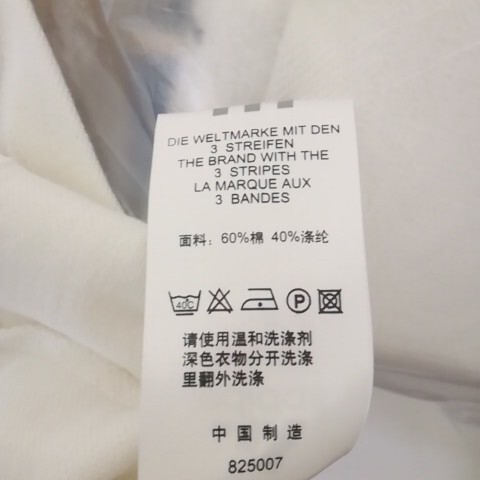 DIE WELTMARKE MIT DEN
3 STREIFEN
THE BRAND WITH THE
3 STRIPES
LA MARQUE AUX
3 BANDES
面料：60%棉 40%涤纶
40C P
请使用温和洗涤剂
深色衣物分开洗涤
里翻外洗涤
中国制造
825007